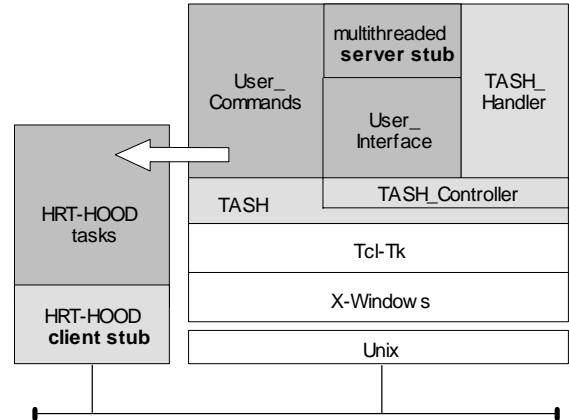 multithreaded
server stub
User_
Commands
TASH_
Handler
User_
Interface
HRT-HOOD
tasks
TASH
TASH_Controller
Tcl-Tk
HRT-HOOD
client stub
X-Windows
Unix